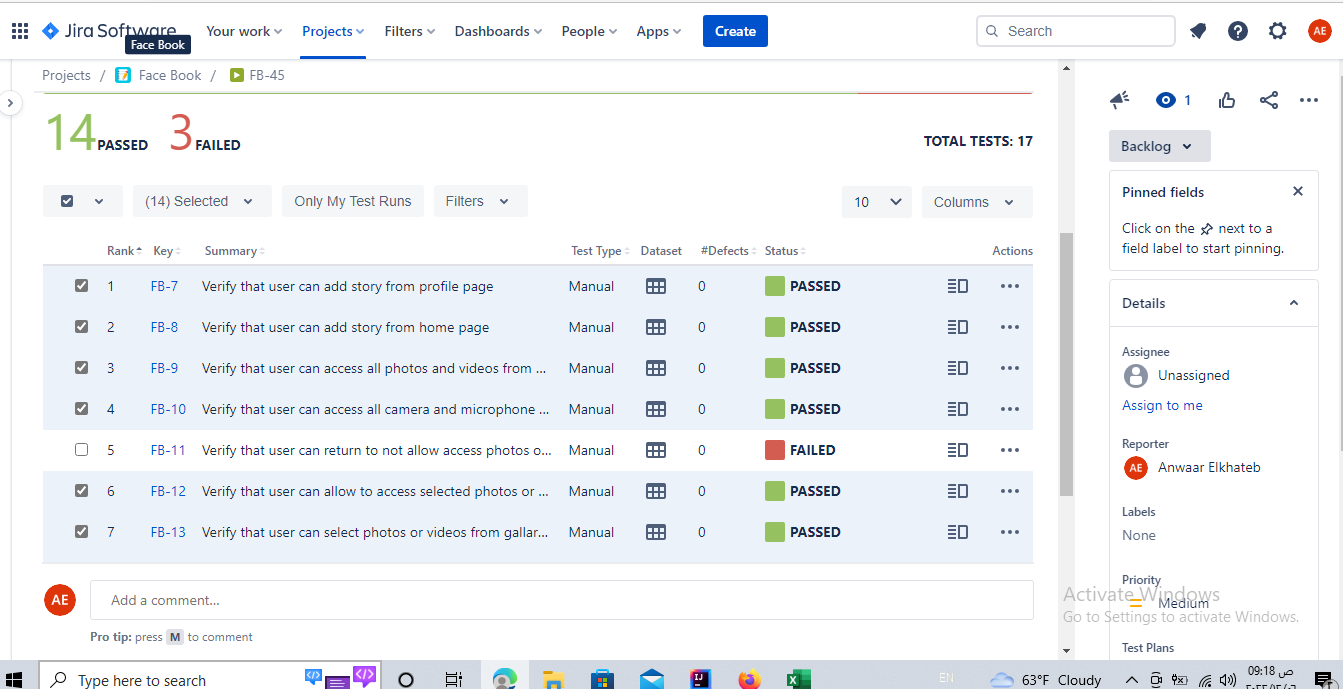 Jira Software Your work Projects Filters Dashboards People Apps Create Search AE
Face Book
Projects / Face Book / FB-45
1
14 PASSED 3 FAILED TOTAL TESTS: 17
Backlog
(14) Selected Only My Test Runs Filters 10 Columns
Rank Key Summary Test Type Dataset #Defects Status Actions
1 FB-7 Verify that user can add story from profile page Manual 0 PASSED
2 FB-8 Verify that user can add story from home page Manual 0 PASSED
3 FB-9 Verify that user can access all photos and videos from ... Manual 0 PASSED
4 FB-10 Verify that user can access all camera and microphone ... Manual 0 PASSED
5 FB-11 Verify that user can return to not allow access photos o... Manual 0 FAILED
6 FB-12 Verify that user can allow to access selected photos or ... Manual 0 PASSED
7 FB-13 Verify that user can select photos or videos from gallar... Manual 0 PASSED
AE Add a comment...
Pro tip: press M to comment
Pinned fields
Click on the next to a
field label to start pinning.
Details
Assignee
Unassigned
Assign to me
Reporter
AE Anwaar Elkhateb
Labels
None
Priority
Medium
Test Plans
Activate Windows
Go to Settings to activate Windows.
Type here to search EN 63°F Cloudy 09:18 ص